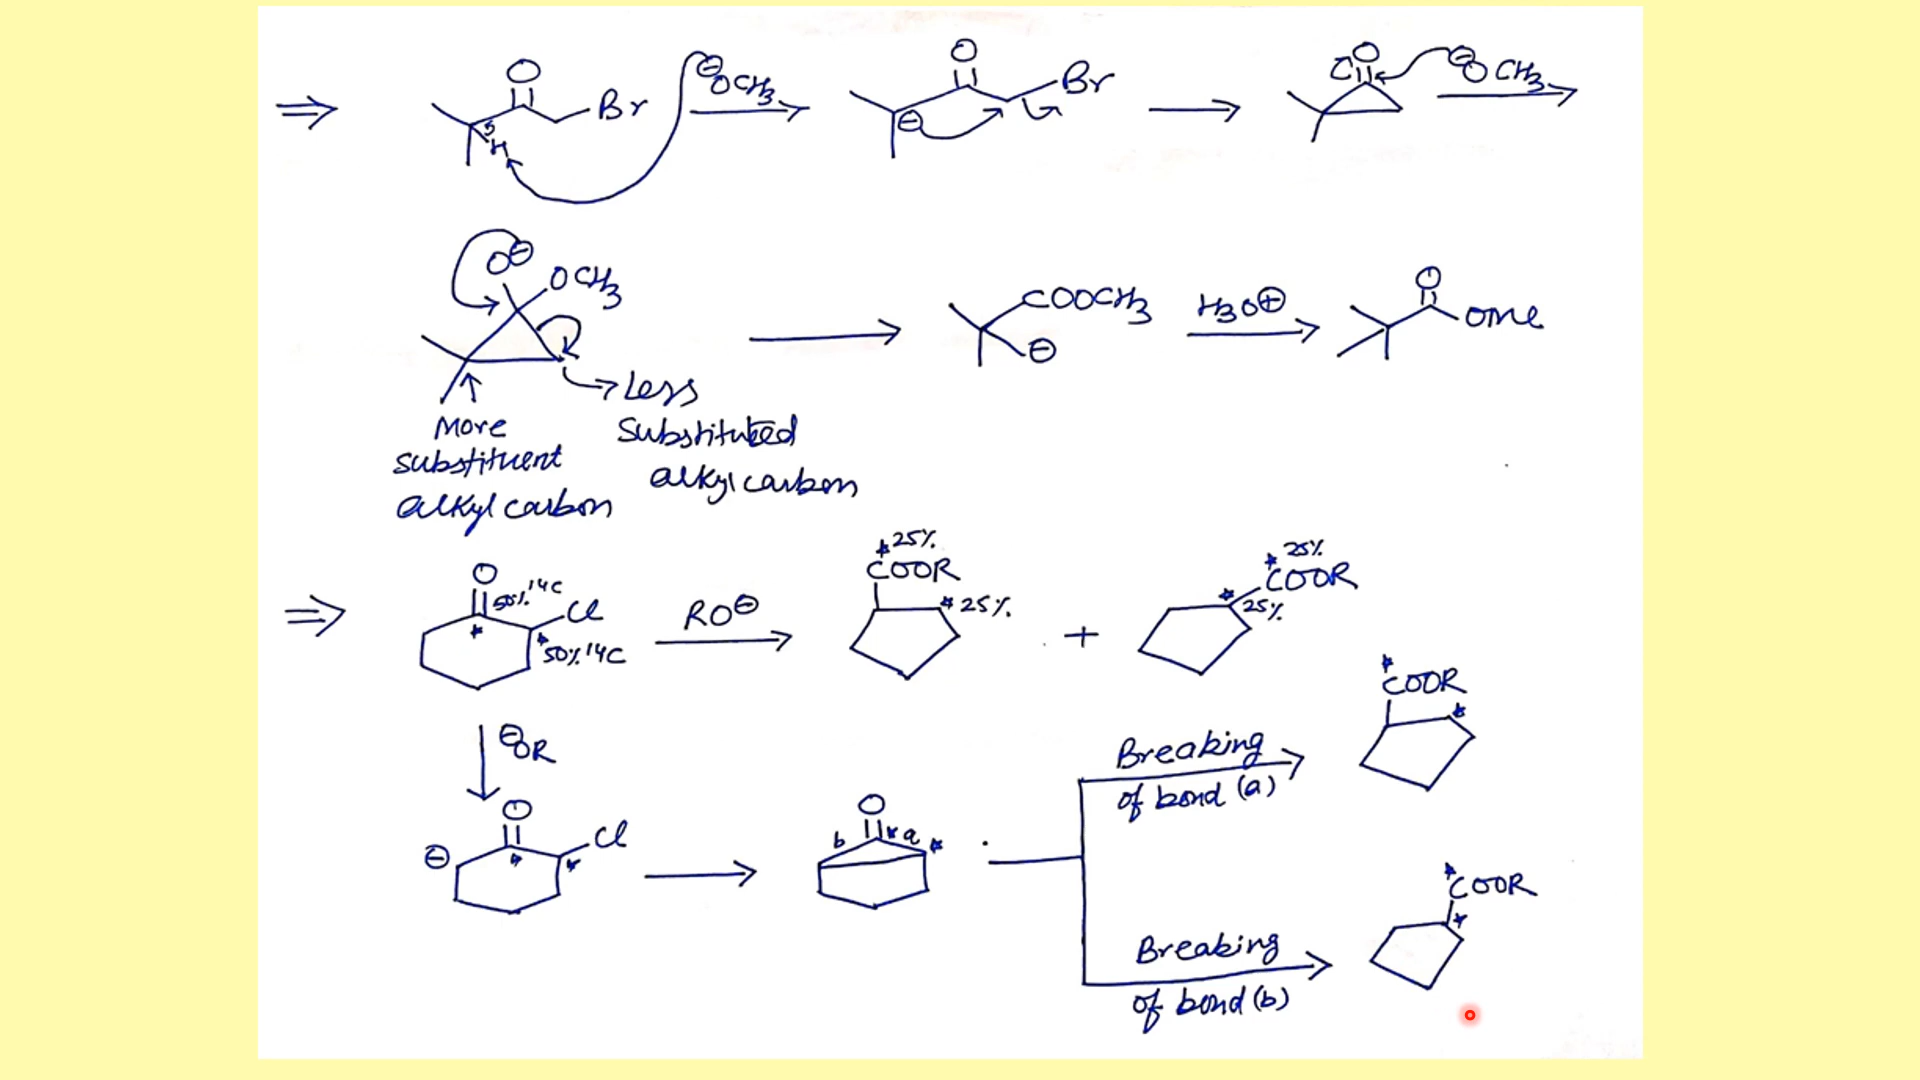 ⇒ O Br H ⊖OCH3 → O Br ⊖ → O ⊖OCH3 →
O⊖ OCH3 → COOCH3 ⊖ H3O⊕ → O OMe
→ Less
More substituted
substituent alkyl carbon
alkyl carbon
⇒ O 50% 14C Cl 50% 14C RO⊖ → *25% COOR *25% + *25% COOR * 25%
⊖OR
*COOR *
Breaking
of bond (a)
⊖ O Cl * * → O b * a *
*COOR *
Breaking
of bond (b)